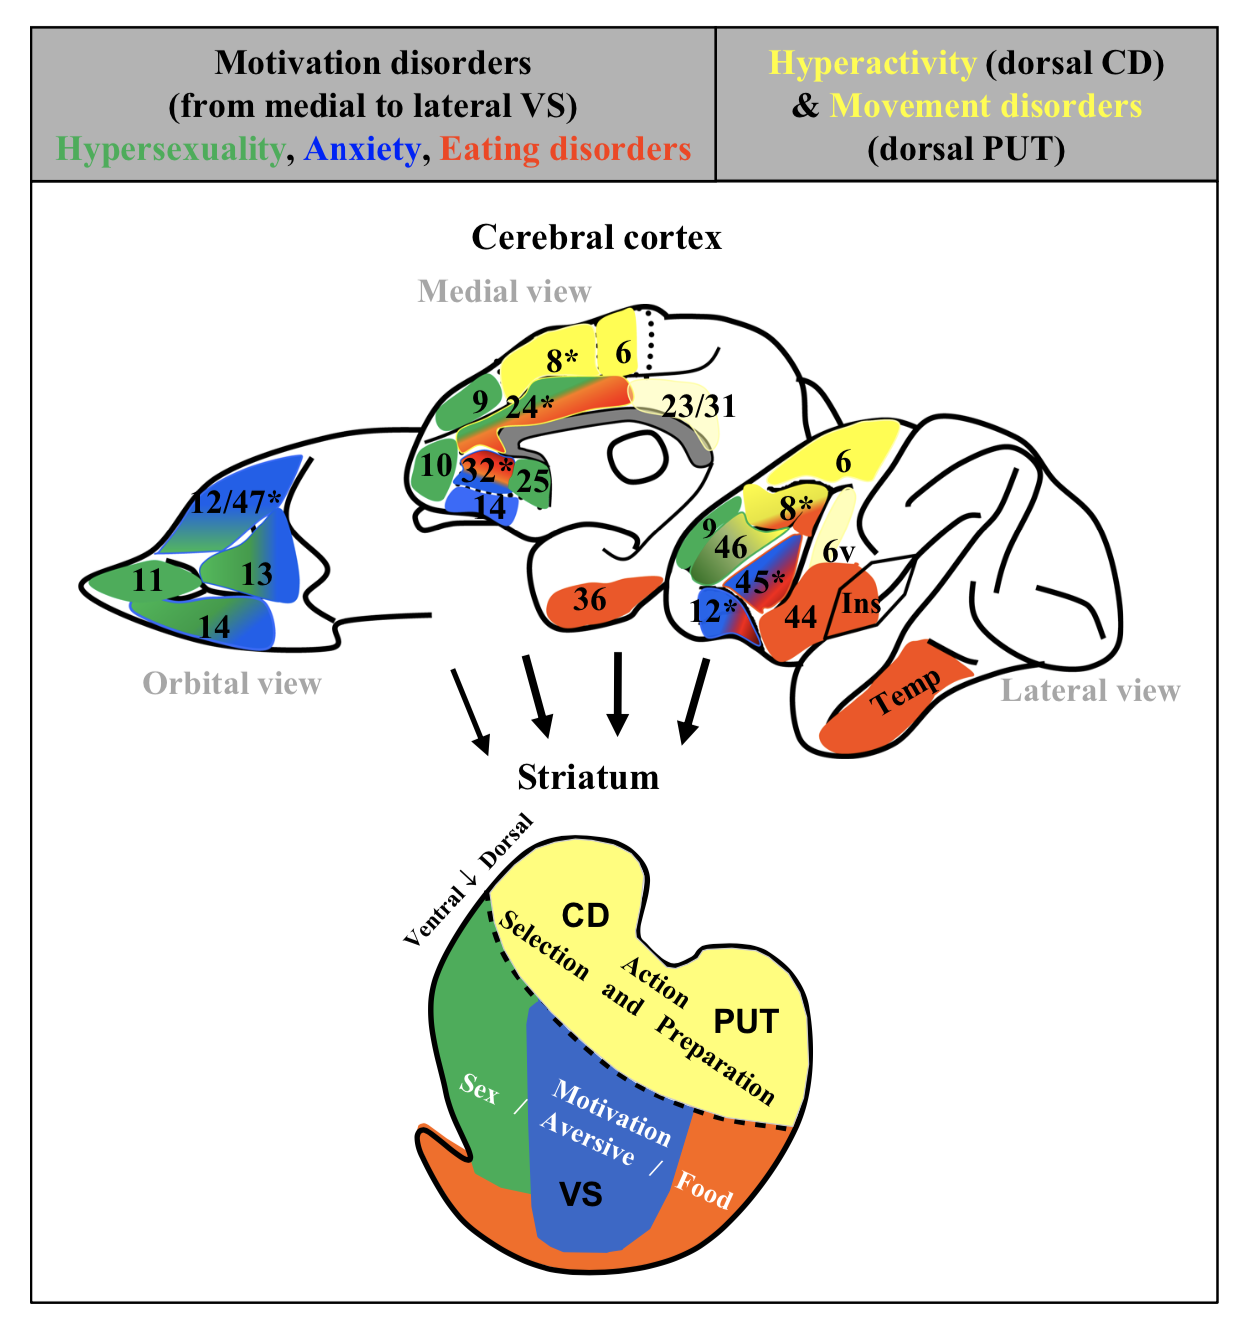 Motivation disorders
(from medial to lateral VS)
Hypersexuality, Anxiety, Eating disorders
Hyperactivity (dorsal CD)
& Movement disorders
(dorsal PUT)
Cerebral cortex
Medial view
8*
6
9
24*
23/31
10
32*
25
14
12/47*
11
13
14
Orbital view
36
6
8*
9
46
6v
45*
12*
44
Ins
Temp
Lateral view
Striatum
Ventral ↓ Dorsal
CD
Selection and Preparation
Action
PUT
Sex / Aversive / Food
Motivation
VS